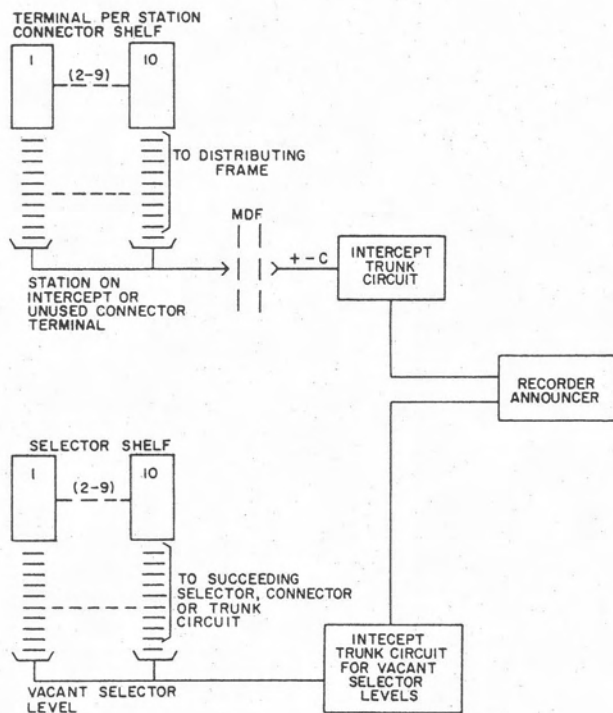 TERMINAL PER STATION
CONNECTOR SHELF
1
(2-9)
10
TO DISTRIBUTING
FRAME
MDF
+ - C
INTERCEPT
TRUNK
CIRCUIT
STATION ON
INTERCEPT OR
UNUSED CONNECTOR
TERMINAL
RECORDER
ANNOUNCER
SELECTOR SHELF
1
(2-9)
10
TO SUCCEEDING
SELECTOR, CONNECTOR
OR TRUNK
CIRCUIT
INTECEPT
TRUNK CIRCUIT
FOR VACANT
SELECTOR
LEVELS
VACANT SELECTOR
LEVEL